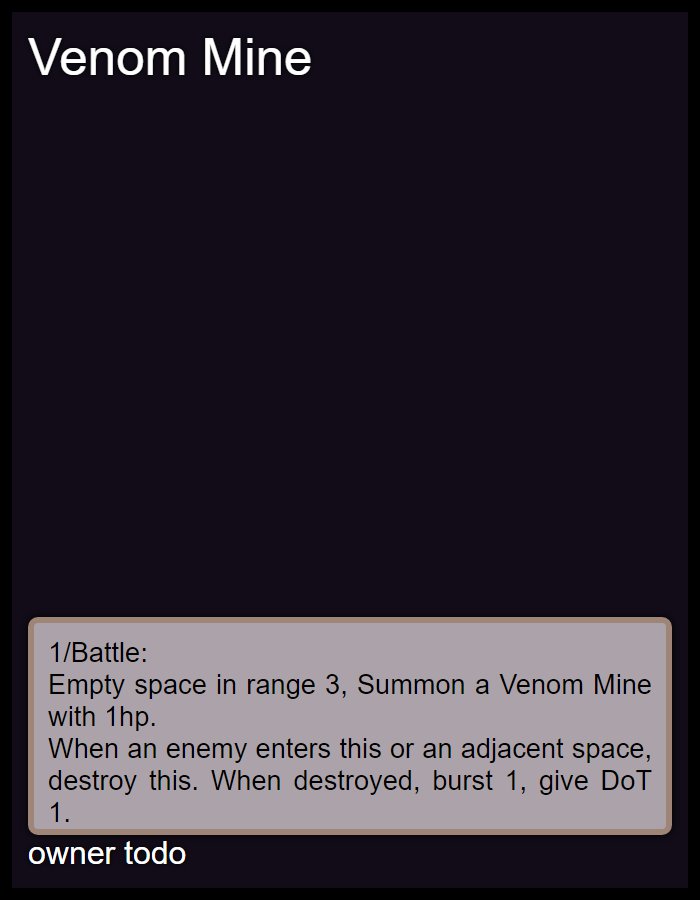 Venom Mine
1/Battle:
Empty space in range 3, Summon a Venom Mine
with 1hp.
When an enemy enters this or an adjacent space,
destroy this. When destroyed, burst 1, give DoT
1.
owner todo